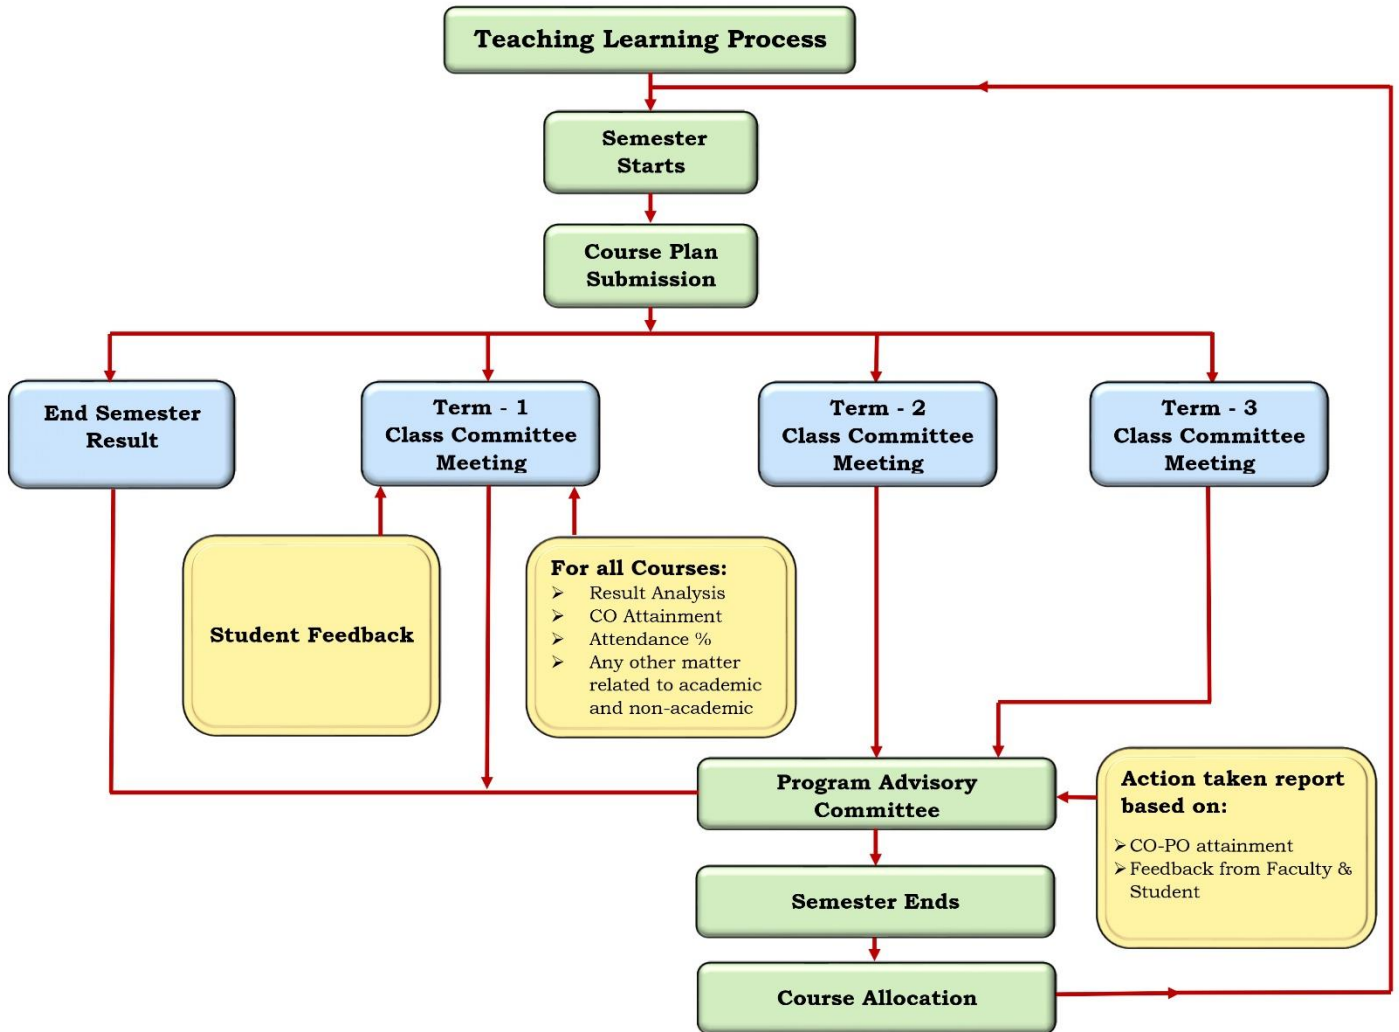 Teaching Learning Process
Semester
Starts
Course Plan
Submission
End Semester
Result
Term - 1
Class Committee
Meeting
Term - 2
Class Committee
Meeting
Term - 3
Class Committee
Meeting
Student Feedback
For all Courses:
➢ Result Analysis
➢ CO Attainment
➢ Attendance %
➢ Any other matter
related to academic
and non-academic
Program Advisory
Committee
Action taken report
based on:
➢ CO-PO attainment
➢ Feedback from Faculty &
Student
Semester Ends
Course Allocation